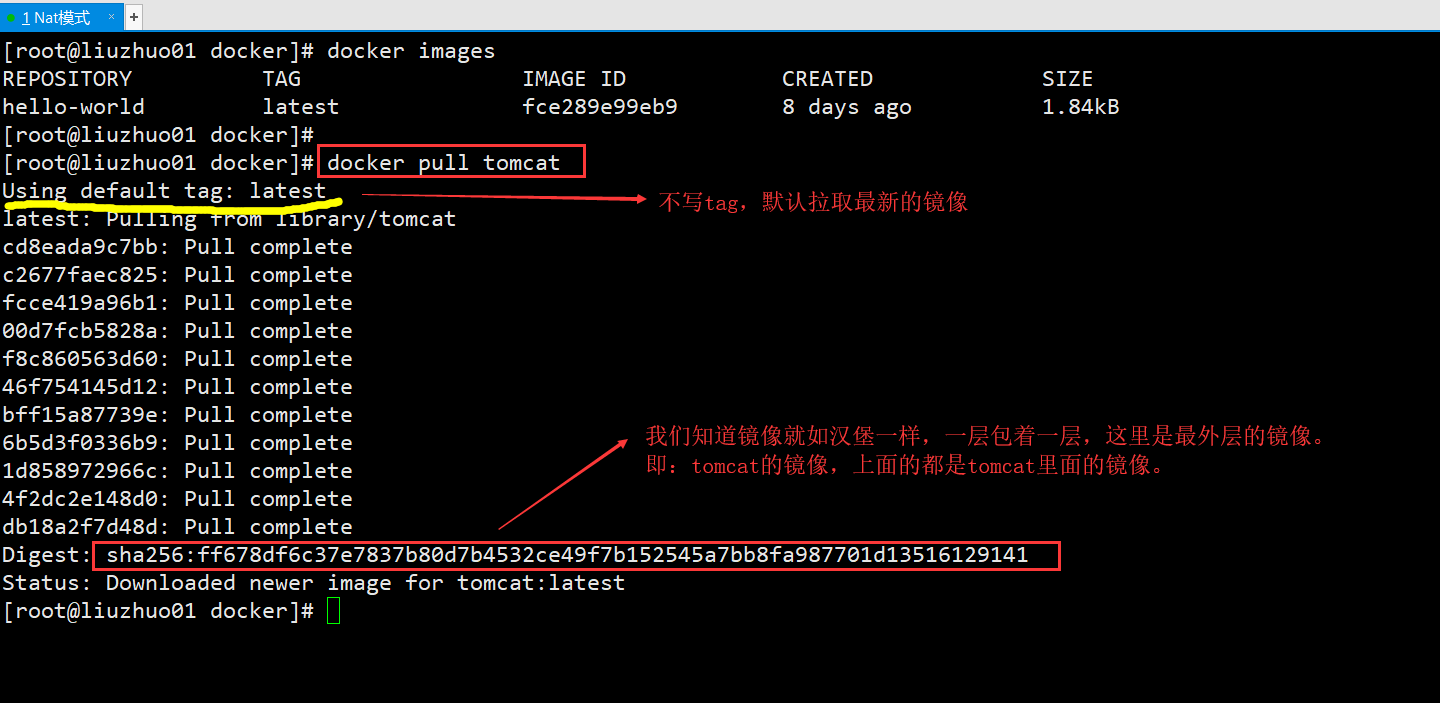 1 Nat模式 × +
[root@liuzhuo01 docker]# docker images
REPOSITORY TAG IMAGE ID CREATED SIZE
hello-world latest fce289e99eb9 8 days ago 1.84kB
[root@liuzhuo01 docker]#
[root@liuzhuo01 docker]# docker pull tomcat
Using default tag: latest
不写tag，默认拉取最新的镜像
latest: Pulling from library/tomcat
cd8eada9c7bb: Pull complete
c2677faec825: Pull complete
fcce419a96b1: Pull complete
00d7fcb5828a: Pull complete
f8c860563d60: Pull complete
46f754145d12: Pull complete
bff15a87739e: Pull complete
6b5d3f0336b9: Pull complete
1d858972966c: Pull complete
4f2dc2e148d0: Pull complete
db18a2f7d48d: Pull complete
我们知道镜像就如汉堡一样，一层包着一层，这里是最外层的镜像。
即：tomcat的镜像，上面的都是tomcat里面的镜像。
Digest: sha256:ff678df6c37e7837b80d7b4532ce49f7b152545a7bb8fa987701d13516129141
Status: Downloaded newer image for tomcat:latest
[root@liuzhuo01 docker]#